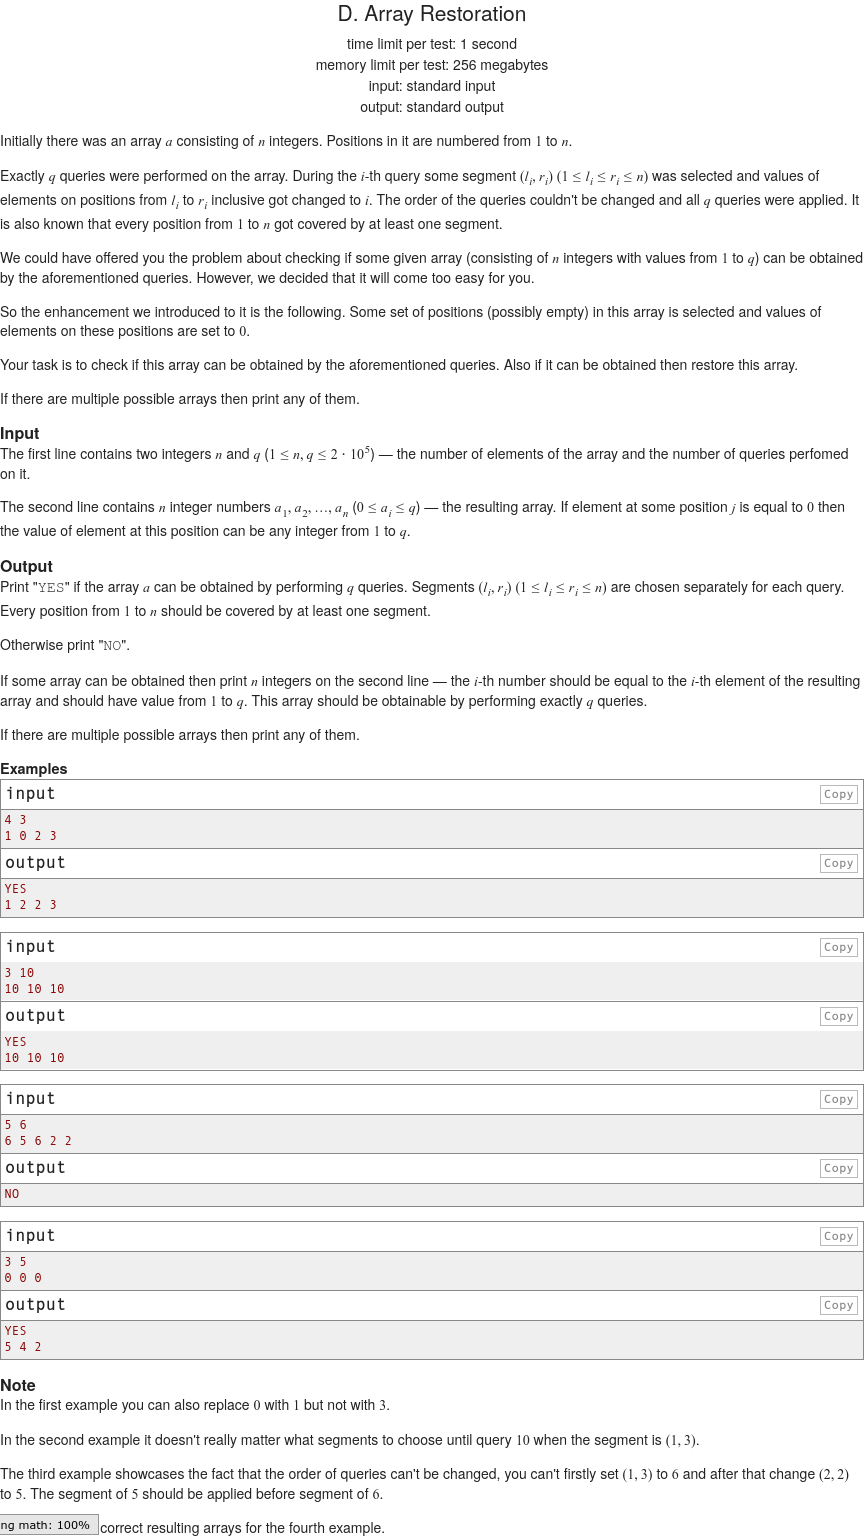 D. Array Restoration
time limit per test: 1 second
memory limit per test: 256 megabytes
input: standard input
output: standard output
Initially there was an array a consisting of n integers. Positions in it are numbered from 1 to n.
Exactly q queries were performed on the array. During the i-th query some segment (l_i, r_i) (1 ≤ l_i ≤ r_i ≤ n) was selected and values of
elements on positions from l_i to r_i inclusive got changed to i. The order of the queries couldn't be changed and all q queries were applied. It
is also known that every position from 1 to n got covered by at least one segment.
We could have offered you the problem about checking if some given array (consisting of n integers with values from 1 to q) can be obtained
by the aforementioned queries. However, we decided that it will come too easy for you.
So the enhancement we introduced to it is the following. Some set of positions (possibly empty) in this array is selected and values of
elements on these positions are set to 0.
Your task is to check if this array can be obtained by the aforementioned queries. Also if it can be obtained then restore this array.
If there are multiple possible arrays then print any of them.
Input
The first line contains two integers n and q (1 ≤ n, q ≤ 2 · 10^5) — the number of elements of the array and the number of queries perfomed
on it.
The second line contains n integer numbers a_1, a_2, …, a_n (0 ≤ a_i ≤ q) — the resulting array. If element at some position j is equal to 0 then
the value of element at this position can be any integer from 1 to q.
Output
Print "YES" if the array a can be obtained by performing q queries. Segments (l_i, r_i) (1 ≤ l_i ≤ r_i ≤ n) are chosen separately for each query.
Every position from 1 to n should be covered by at least one segment.
Otherwise print "NO".
If some array can be obtained then print n integers on the second line — the i-th number should be equal to the i-th element of the resulting
array and should have value from 1 to q. This array should be obtainable by performing exactly q queries.
If there are multiple possible arrays then print any of them.
Examples
input Copy
4 3
1 0 2 3
output Copy
YES
1 2 2 3
input Copy
3 10
10 10 10
output Copy
YES
10 10 10
input Copy
5 6
6 5 6 2 2
output Copy
NO
input Copy
3 5
0 0 0
output Copy
YES
5 4 2
Note
In the first example you can also replace 0 with 1 but not with 3.
In the second example it doesn't really matter what segments to choose until query 10 when the segment is (1, 3).
The third example showcases the fact that the order of queries can't be changed, you can't firstly set (1, 3) to 6 and after that change (2, 2)
to 5. The segment of 5 should be applied before segment of 6.
ng math: 100% correct resulting arrays for the fourth example.